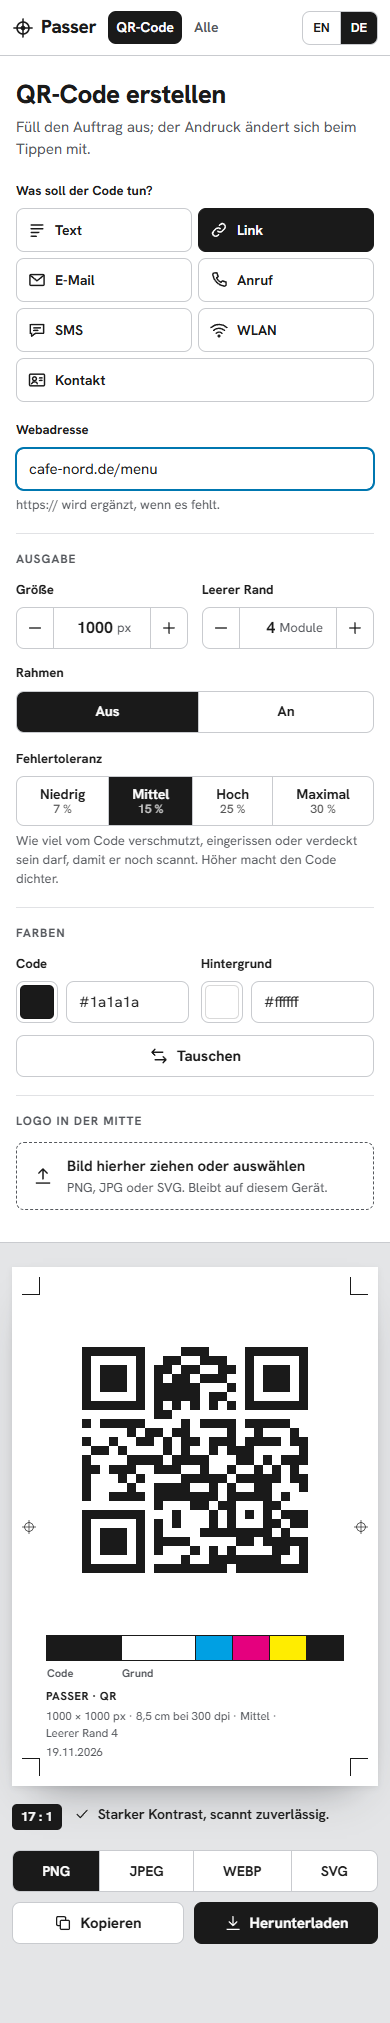 Passer
QR-Code
Alle
EN
DE
QR-Code erstellen
Füll den Auftrag aus; der Andruck ändert sich beim
Tippen mit.
Was soll der Code tun?
Text
Link
E-Mail
Anruf
SMS
WLAN
Kontakt
Webadresse
cafe-nord.de/menu
https:// wird ergänzt, wenn es fehlt.
AUSGABE
Größe
Leerer Rand
1000 px
4 Module
Rahmen
Aus
An
Fehlertoleranz
Niedrig
Mittel
Hoch
Maximal
7 %
15 %
25 %
30 %
Wie viel vom Code verschmutzt, eingerissen oder verdeckt
sein darf, damit er noch scannt. Höher macht den Code
dichter.
FARBEN
Code
Hintergrund
#1a1a1a
#ffffff
Tauschen
LOGO IN DER MITTE
Bild hierher ziehen oder auswählen
PNG, JPG oder SVG. Bleibt auf diesem Gerät.
Code
Grund
PASSER · QR
1000 × 1000 px · 8,5 cm bei 300 dpi · Mittel ·
Leerer Rand 4
19.11.2026
17 : 1
Starker Kontrast, scannt zuverlässig.
PNG
JPEG
WEBP
SVG
Kopieren
Herunterladen